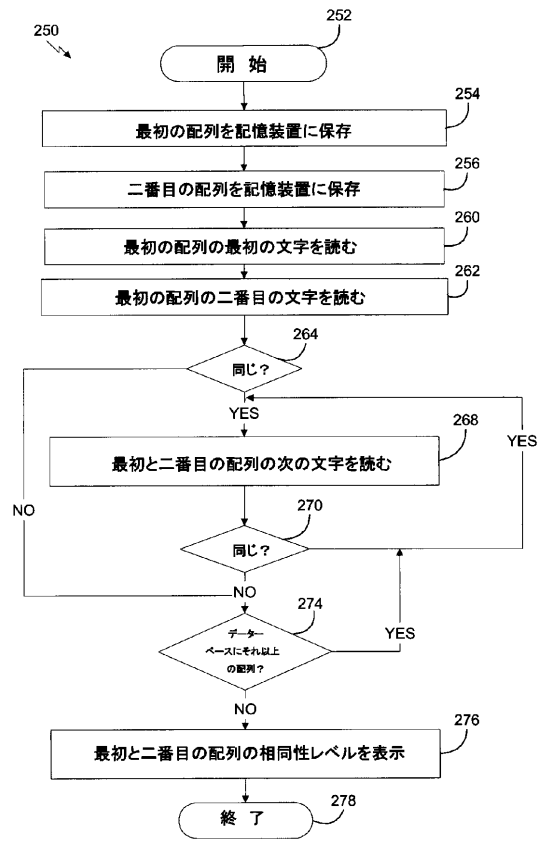 252
250
開 始
254
最初の配列を記憶装置に保存
256
二番目の配列を記憶装置に保存
260
最初の配列の最初の文字を読む
262
最初の配列の二番目の文字を読む
264
同じ?
YES
268
YES
最初と二番目の配列の次の文字を読む
NO
270
同じ?
NO
274
YES
データー
ベースにそれ以上
の配列?
NO
276
最初と二番目の配列の相同性レベルを表示
278
終 了